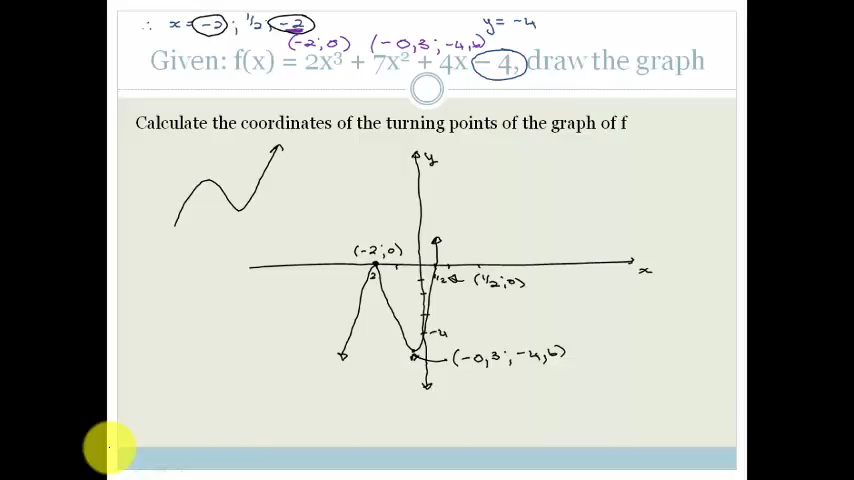 ∴ x = -2 ; 1/2 ; -2 y = -4
(-2;0) (-0,3 ; -4,6)
Given: f(x) = 2x³ + 7x² + 4x – 4, draw the graph
Calculate the coordinates of the turning points of the graph of f
y
(-2;0)
x
2
1/2
(1/2;0)
-4
(-0,3 ; -4,6)